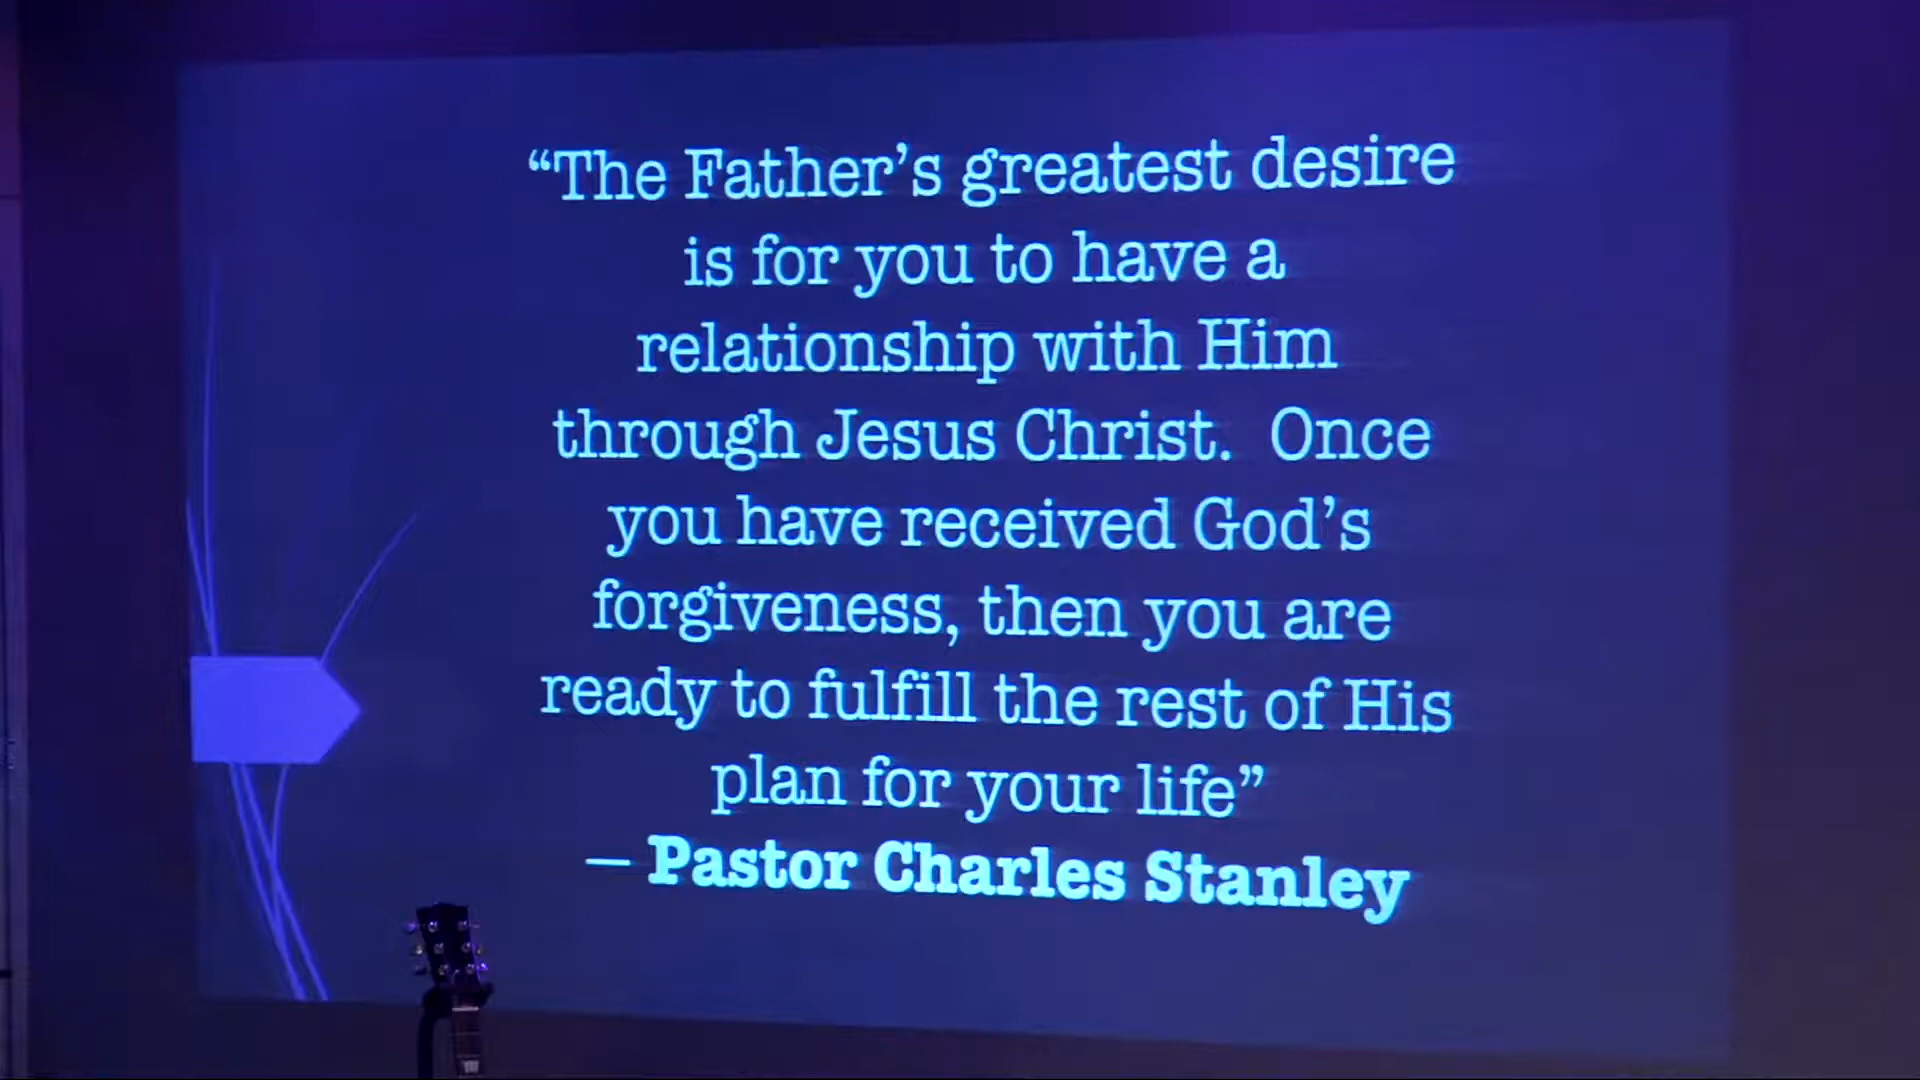 “The Father’s greatest desire
is for you to have a
relationship with Him
through Jesus Christ.  Once
you have received God’s
forgiveness, then you are
ready to fulfill the rest of His
plan for your life”
– Pastor Charles Stanley